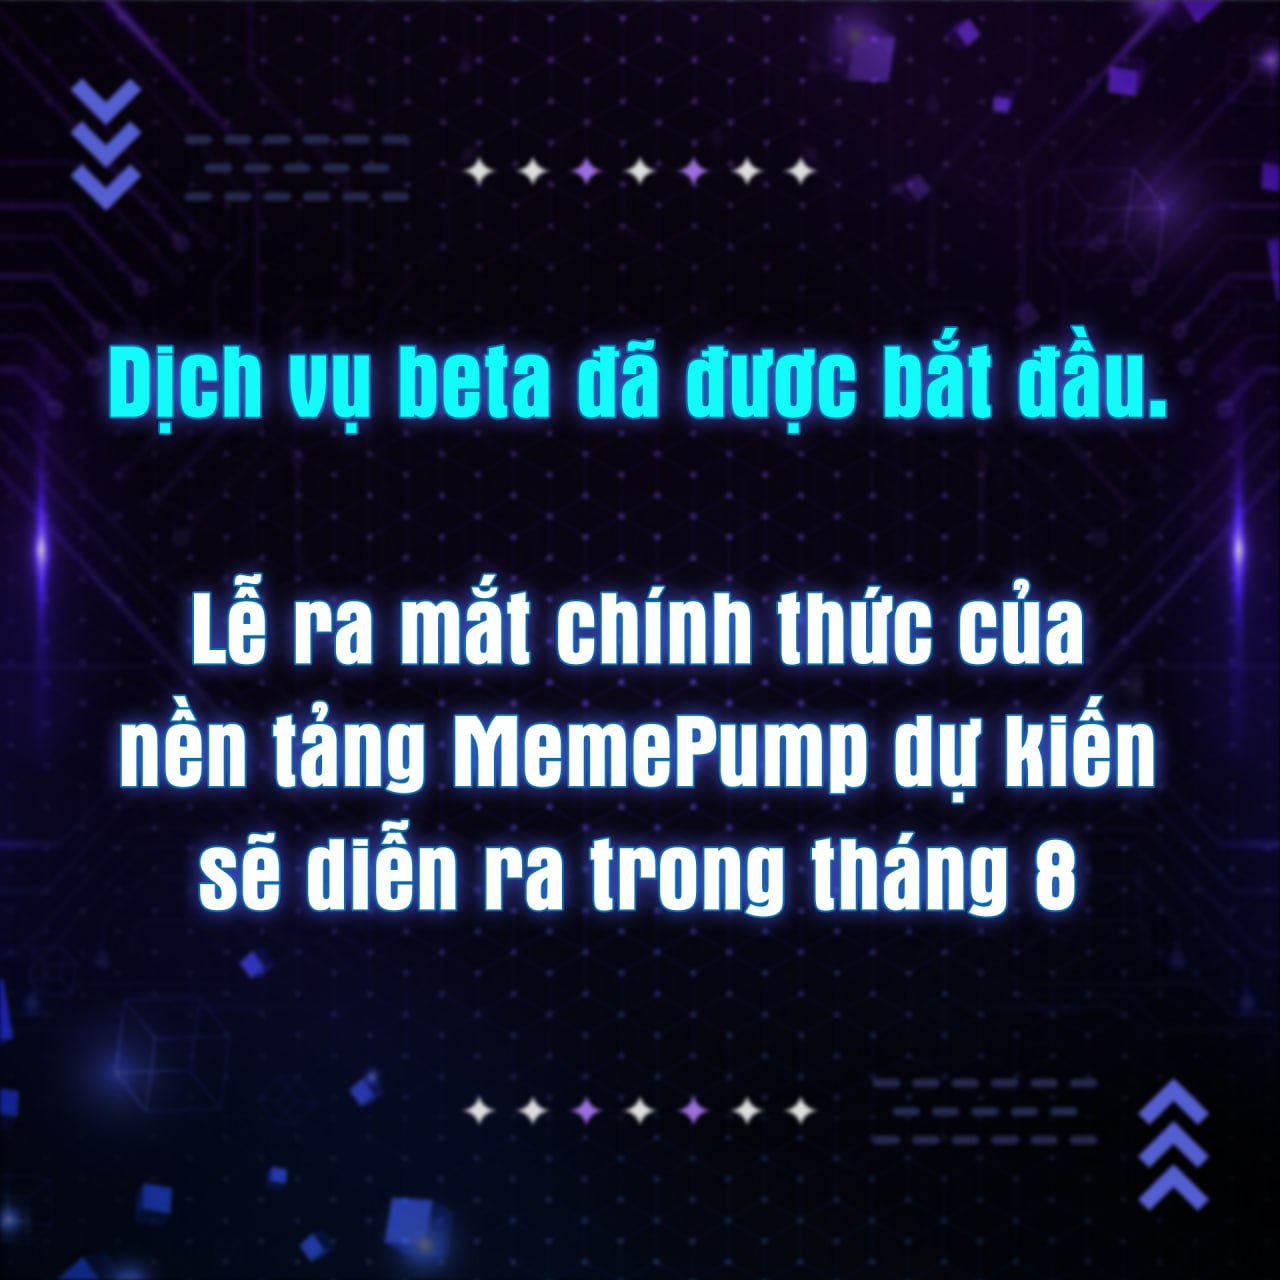 Dịch vụ beta đã được bắt đầu.
Lễ ra mắt chính thức của
nền tảng MemePump dự kiến
sẽ diễn ra trong tháng 8